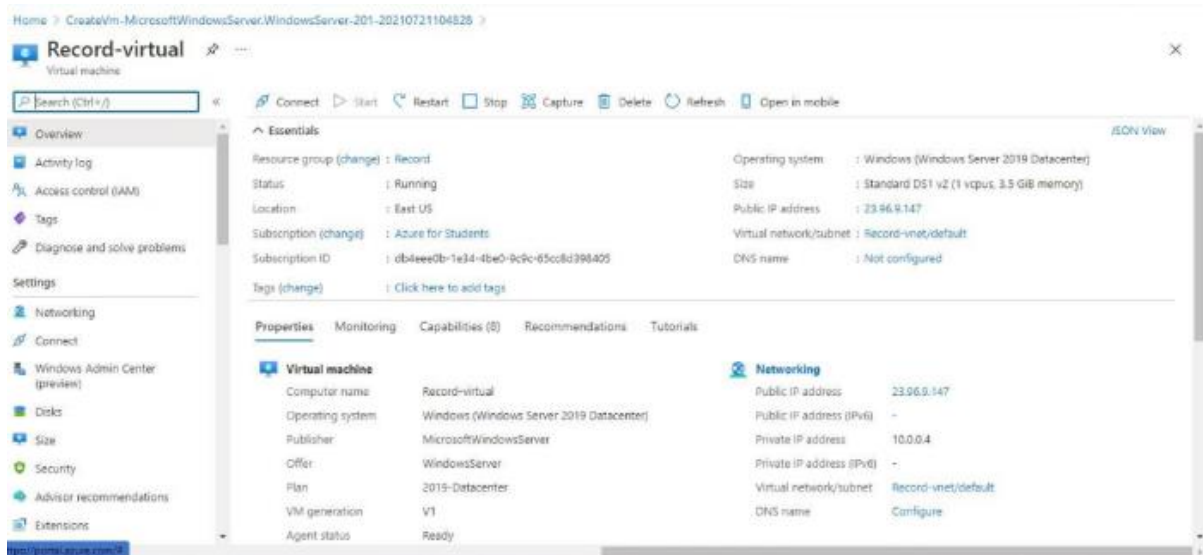 Home > CreateVm-MicrosoftWindowsServer.WindowsServer-201-20210721104828 >
Record-virtual
Virtual machine
Search (Ctrl+/) « Connect Start Restart Stop Capture Delete Refresh Open in mobile
Overview
Activity log
Access control (IAM)
Tags
Diagnose and solve problems
Settings
Networking
Connect
Windows Admin Center
(preview)
Disks
Size
Security
Advisor recommendations
Extensions
Essentials JSON View
Resource group (change) : Record
Status : Running
Location : East US
Subscription (change) : Azure for Students
Subscription ID : db4eee0b-1e34-4be0-9c9c-65cc8d398405
Tags (change) : Click here to add tags
Operating system : Windows (Windows Server 2019 Datacenter)
Size : Standard DS1 v2 (1 vcpus, 3.5 GiB memory)
Public IP address : 23.96.9.147
Virtual network/subnet : Record-vnet/default
DNS name : Not configured
Properties Monitoring Capabilities (8) Recommendations Tutorials
Virtual machine
Computer name Record-virtual
Operating system Windows (Windows Server 2019 Datacenter)
Publisher MicrosoftWindowsServer
Offer WindowsServer
Plan 2019-Datacenter
VM generation V1
Agent status Ready
Networking
Public IP address 23.96.9.147
Public IP address (IPv6) -
Private IP address 10.0.0.4
Private IP address (IPv6) -
Virtual network/subnet Record-vnet/default
DNS name Configure